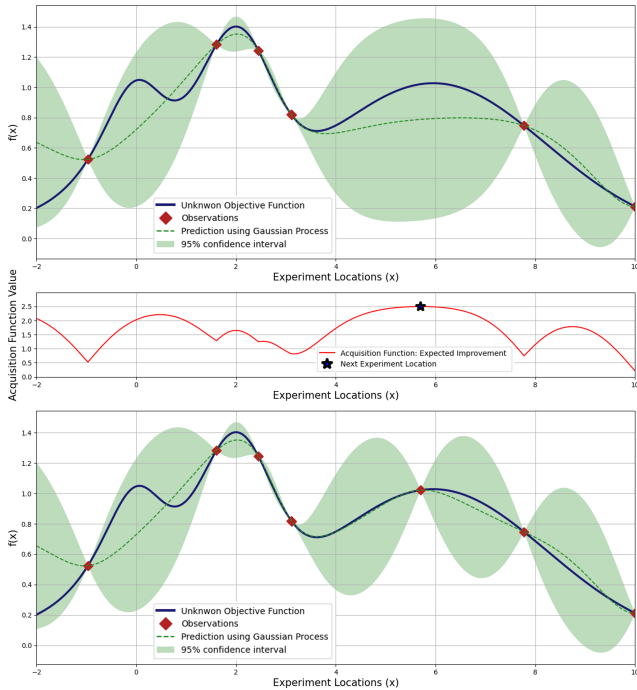 1.4
1.2
1.0
0.8
0.6
0.4
0.2
0.0
f(x)
Unknwon Objective Function
Observations
Prediction using Gaussian Process
95% confidence interval
−2 0 2 4 6 8 10
Experiment Locations (x)
Acquisition Function Value
2.5
2.0
1.5
1.0
0.5
0.0
Acquisition Function: Expected Improvement
Next Experiment Location
−2 0 2 4 6 8 10
Experiment Locations (x)
1.4
1.2
1.0
0.8
0.6
0.4
0.2
0.0
f(x)
Unknwon Objective Function
Observations
Prediction using Gaussian Process
95% confidence interval
−2 0 2 4 6 8 10
Experiment Locations (x)